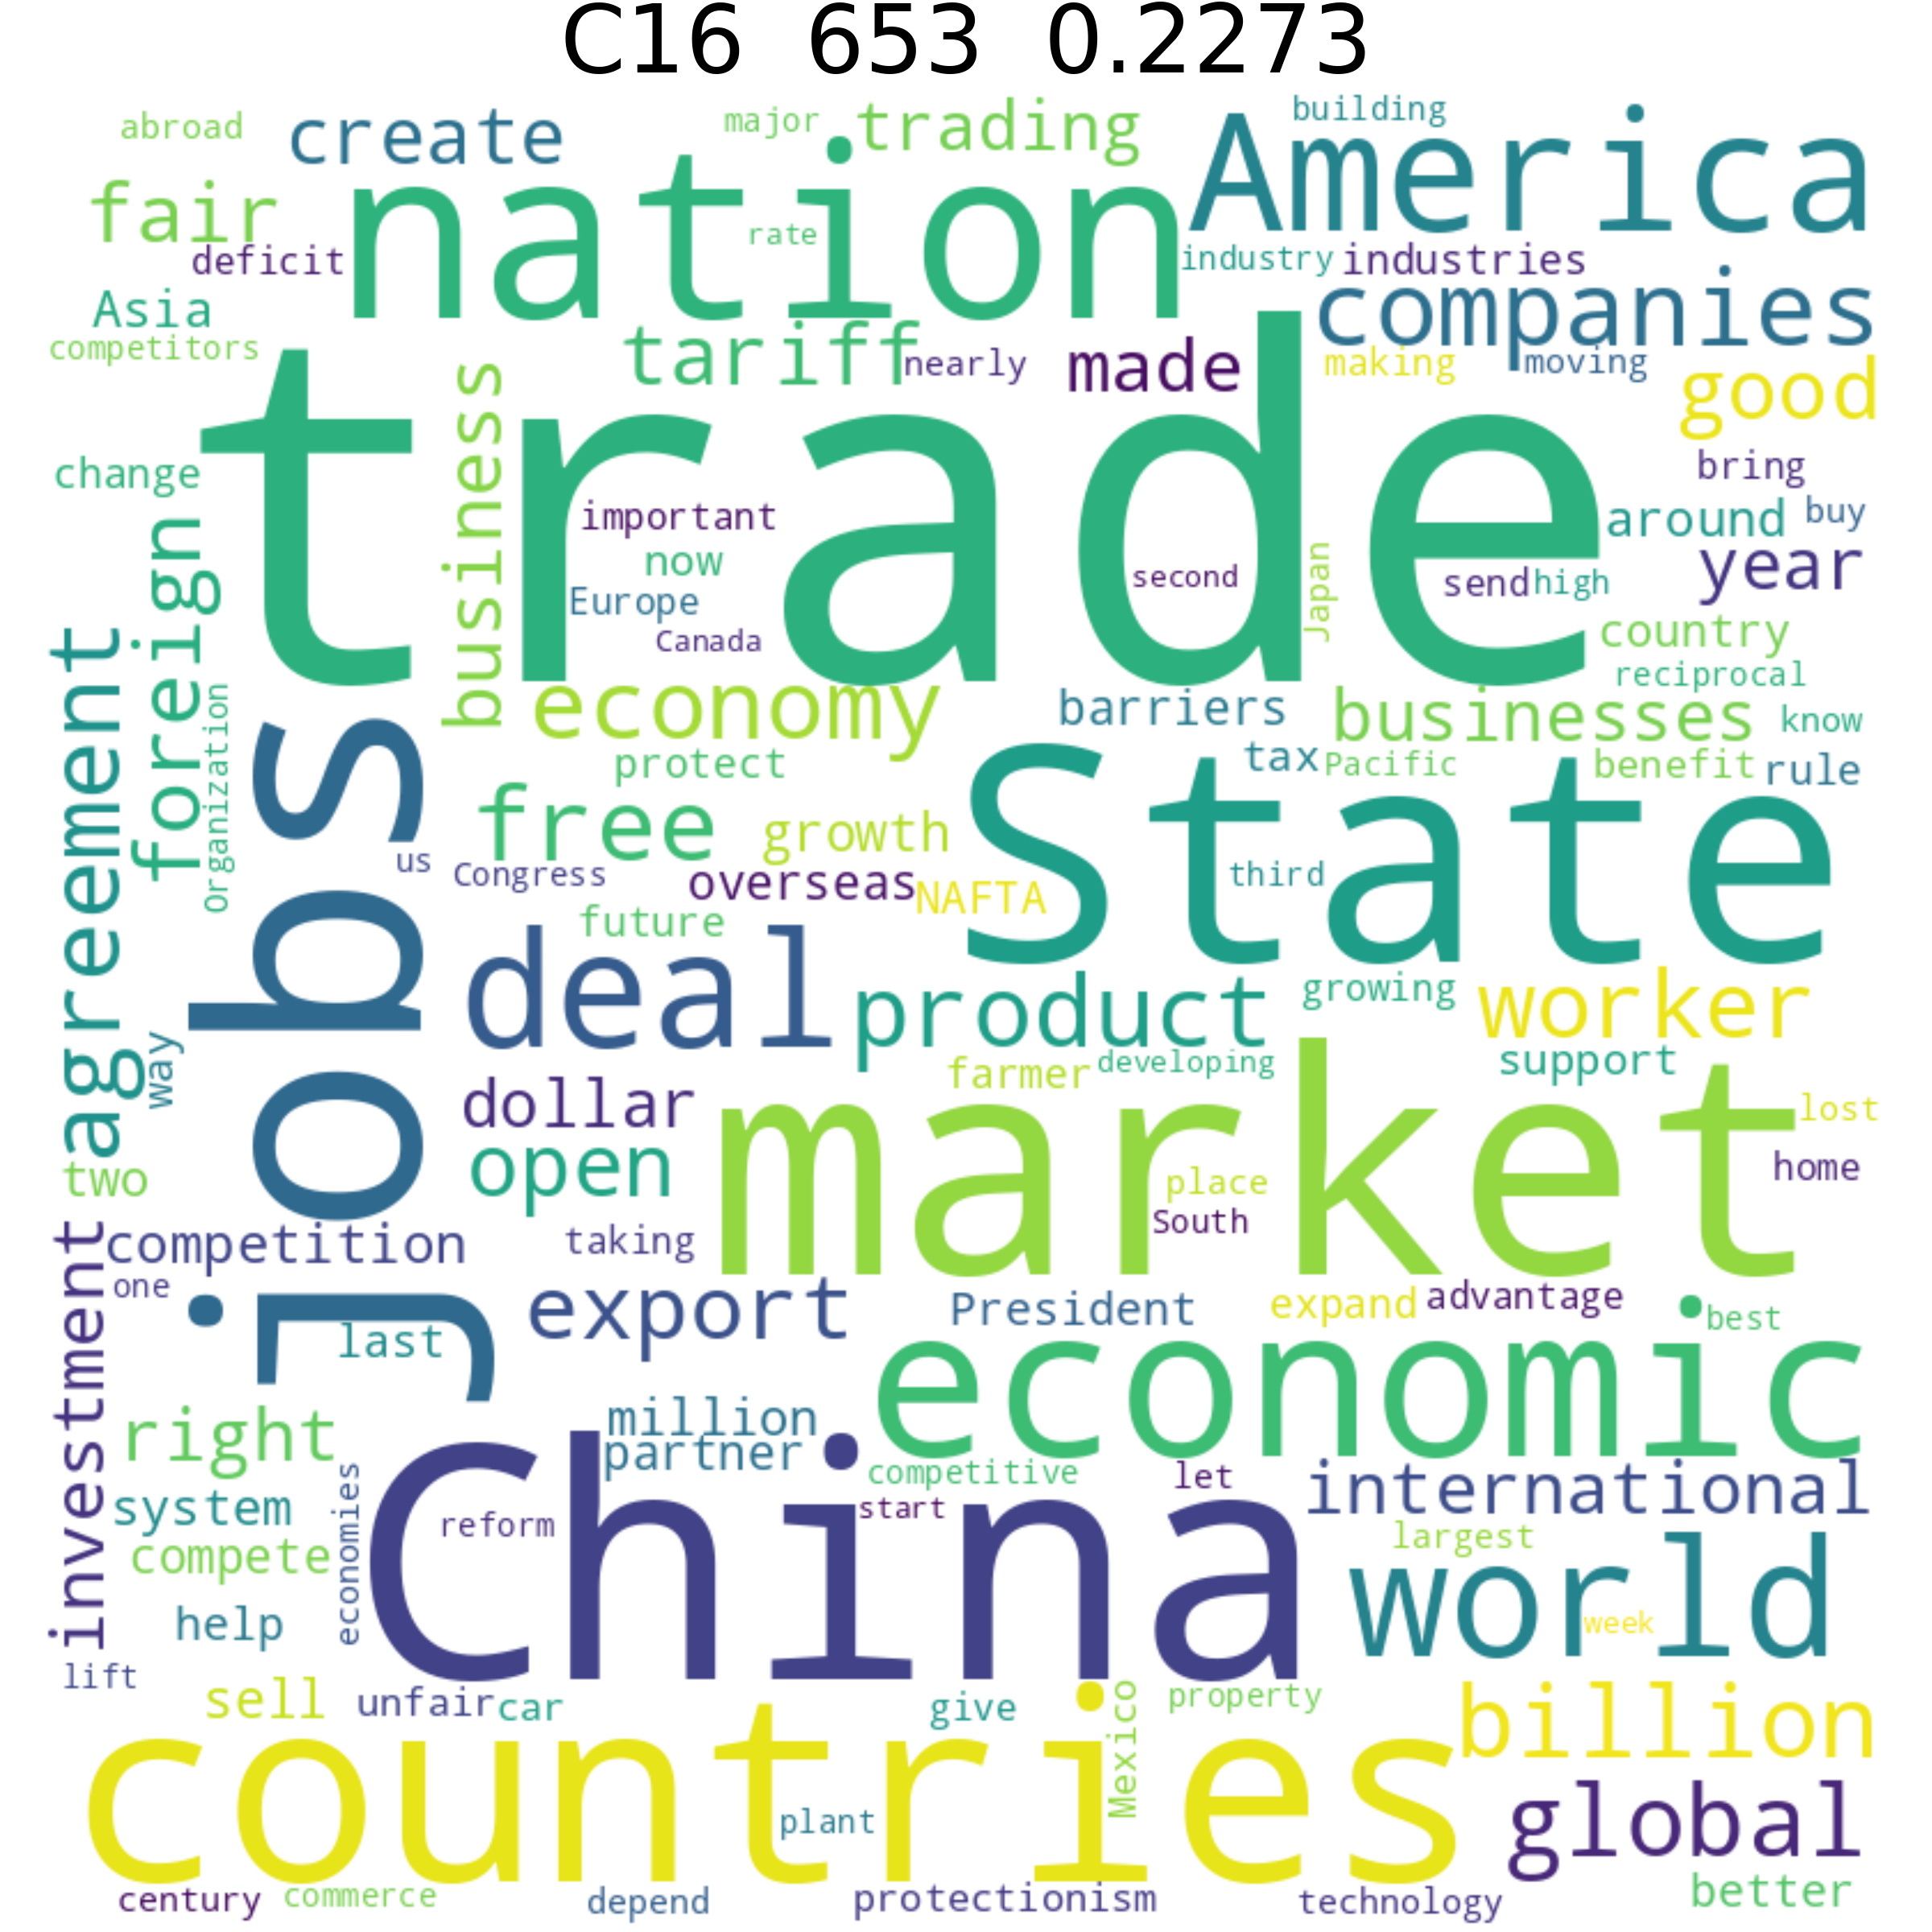 C16 653 0.2273
abroad create major trading building
America
fair nation rate
deficit industry industries
Asia companies
competitors tariff nearly made making moving good
trade
business
change bring
important around buy
foreign now second Japan send high year
Europe
Canada country
agreement reciprocal
Organization economy barriers businesses know
protect tax Pacific benefit rule
jobs free growth State
us Congress overseas NAFTA third
future
deal product growing worker
way farmer developing support
dollar market lost
two open place home
South
investment competition taking
one export President expand advantage best
last economic
right million
partner competitive let international
system economies reform China start
compete largest
help world week
lift sell unfair car give Mexico property billion
countries
plant global
century commerce depend protectionism technology better